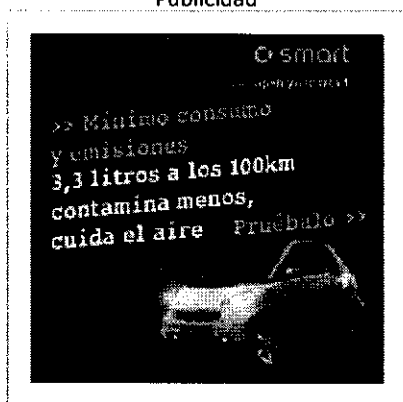 Publicidad
smart
>> Mínimo consumo
y emisiones
3,3 litros a los 100km
contamina menos,
cuida el aire Pruébalo >>